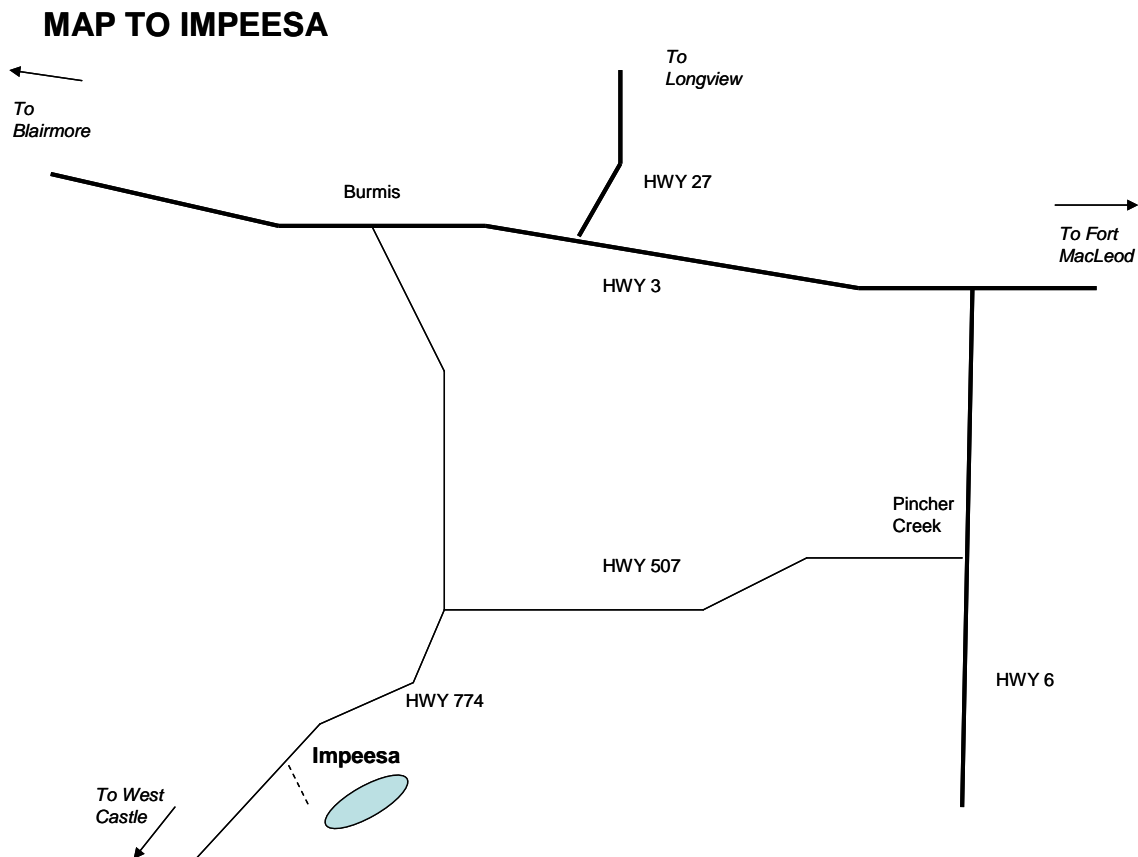 MAP TO IMPEESA
To
Longview
To
Blairmore
HWY 27
Burmis
To Fort
MacLeod
HWY 3
Pincher
Creek
HWY 507
HWY 6
HWY 774
Impeesa
To West
Castle